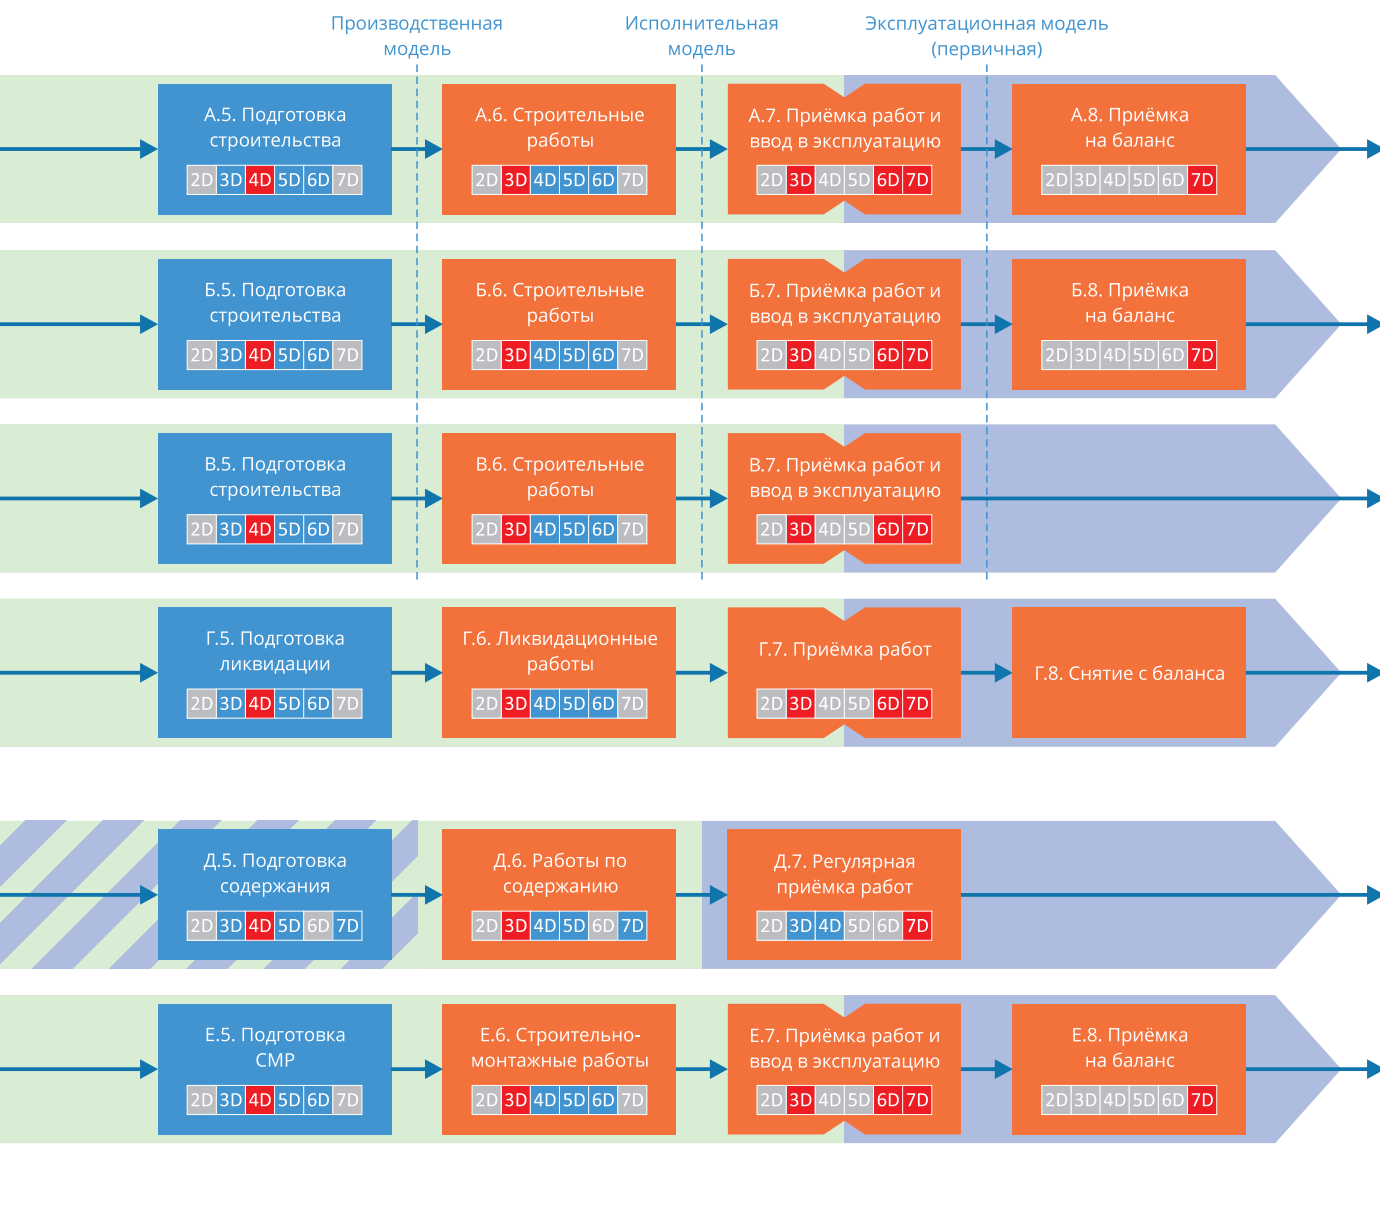 Производственная
модель
Исполнительная
модель
Эксплуатационная модель
(первичная)
А.5. Подготовка
строительства
2D 3D 4D 5D 6D 7D
А.6. Строительные
работы
2D 3D 4D 5D 6D 7D
А.7. Приёмка работ и
ввод в эксплуатацию
2D 3D 4D 5D 6D 7D
А.8. Приёмка
на баланс
2D 3D 4D 5D 6D 7D
Б.5. Подготовка
строительства
2D 3D 4D 5D 6D 7D
Б.6. Строительные
работы
2D 3D 4D 5D 6D 7D
Б.7. Приёмка работ и
ввод в эксплуатацию
2D 3D 4D 5D 6D 7D
Б.8. Приёмка
на баланс
2D 3D 4D 5D 6D 7D
В.5. Подготовка
строительства
2D 3D 4D 5D 6D 7D
В.6. Строительные
работы
2D 3D 4D 5D 6D 7D
В.7. Приёмка работ и
ввод в эксплуатацию
2D 3D 4D 5D 6D 7D
Г.5. Подготовка
ликвидации
2D 3D 4D 5D 6D 7D
Г.6. Ликвидационные
работы
2D 3D 4D 5D 6D 7D
Г.7. Приёмка работ
2D 3D 4D 5D 6D 7D
Г.8. Снятие с баланса
Д.5. Подготовка
содержания
2D 3D 4D 5D 6D 7D
Д.6. Работы по
содержанию
2D 3D 4D 5D 6D 7D
Д.7. Регулярная
приёмка работ
2D 3D 4D 5D 6D 7D
Е.5. Подготовка
СМР
2D 3D 4D 5D 6D 7D
Е.6. Строительно-
монтажные работы
2D 3D 4D 5D 6D 7D
Е.7. Приёмка работ и
ввод в эксплуатацию
2D 3D 4D 5D 6D 7D
Е.8. Приёмка
на баланс
2D 3D 4D 5D 6D 7D